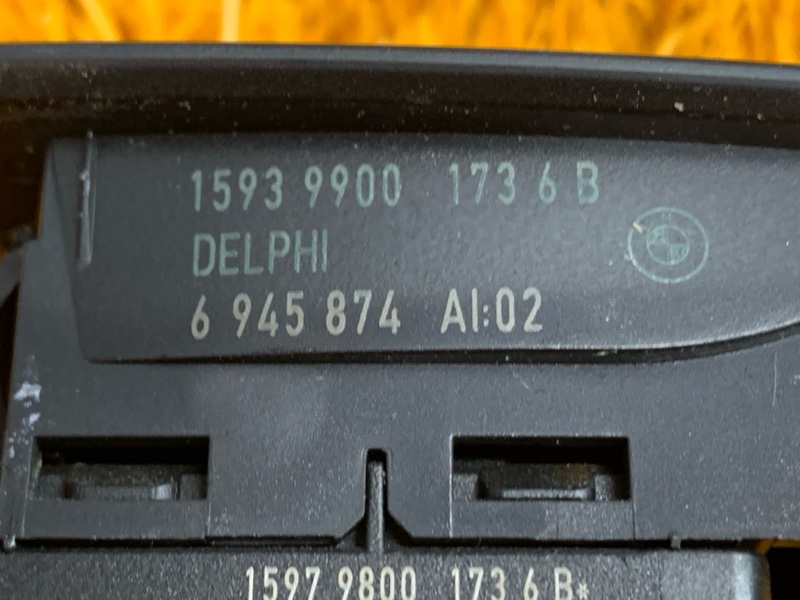 1593 9900 173 6 B
DELPHI
6 945 874 AI:02
1597 9800 173 6 B*